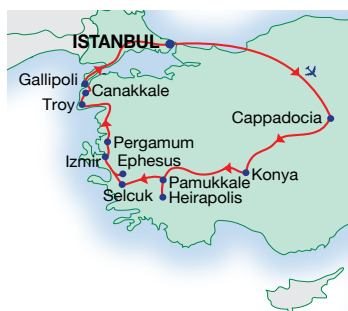 ISTANBUL
Gallipoli
Canakkale
Troy
Cappadocia
Pergamum
Izmir
Ephesus
Konya
Pamukkale
Selcuk
Heirapolis